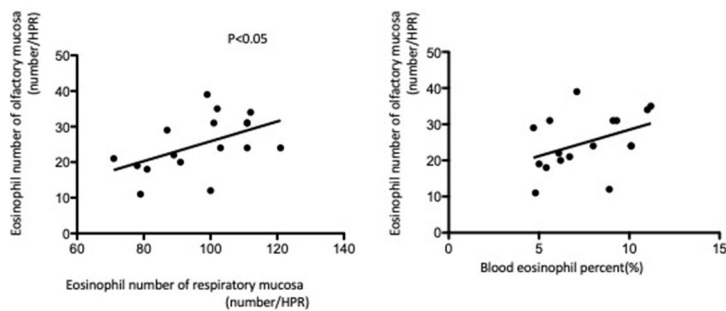 P<0.05
Eosinophil number of olfactory mucosa
(number/HPR)
50
40
30
20
10
0
60
80
100
120
140
Eosinophil number of respiratory mucosa
(number/HPR)
Eosinophil number of olfactory mucosa
(number/HPR)
50
40
30
20
10
0
0
5
10
15
Blood eosinophil percent(%)